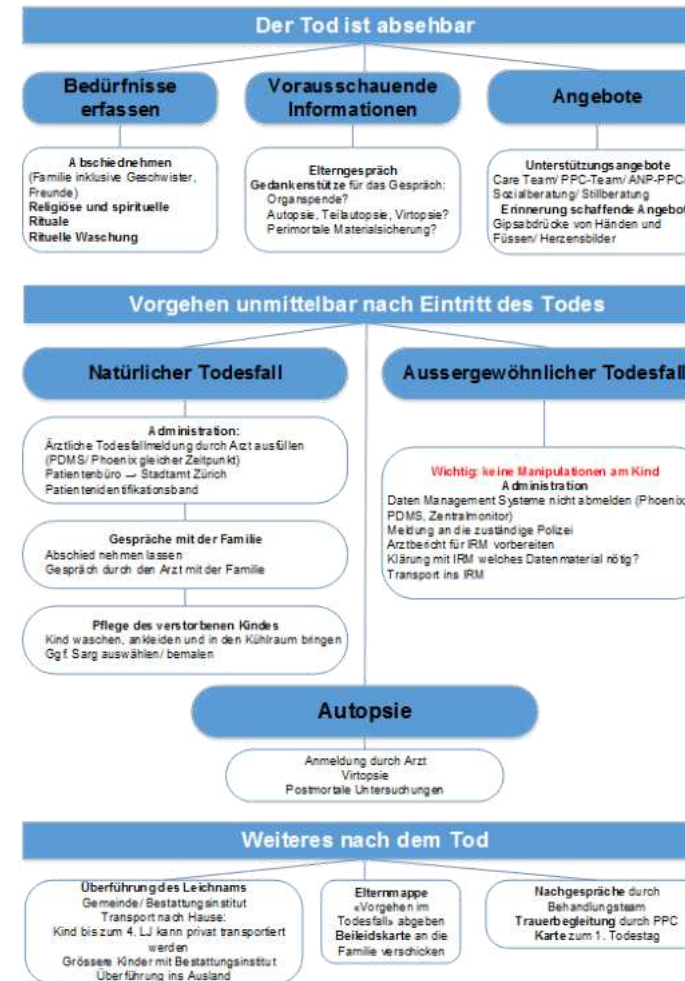 Der Tod ist absehbar
Bedürfnisse
erfassen
Abschiednehmen
(Familie inklusive Geschwister,
Freunde)
Religiöse und spirituelle
Rituale
Rituelle Waschung
Vorausschauende
Informationen
Elterngespräch
Gedankenstütze für das Gespräch:
Organspende?
Autopsie, Teilautopsie, Virtopsie?
Perimortale Materialsicherung?
Angebote
Unterstützungsangebote
Care Team/ PPC-Team/ ANP-PPC/
Sozialberatung/ Stillberatung
Erinnerung schaffende Angebot
Gipsabdrücke von Händen und
Füssen/ Herzensbilder
Vorgehen unmittelbar nach Eintritt des Todes
Natürlicher Todesfall
Administration:
Ärztliche Todesfallmeldung durch Arzt ausfüllen
(PDMS/ Phoenix gleicher Zeitpunkt)
Patientenbüro → Stadtamt Zürich
Patientenidentifikationsband
Gespräche mit der Familie
Abschied nehmen lassen
Gespräch durch den Arzt mit der Familie
Pflege des verstorbenen Kindes
Kind waschen, ankleiden und in den Kühlraum bringen
Ggf. Sarg auswählen/ bemalen
Aussergewöhnlicher Todesfall
Wichtig: keine Manipulationen am Kind
Administration
Daten Management Systeme nicht abmelden (Phoenix,
PDMS, Zentralmonitor)
Meldung an die zuständige Polizei
Arztbericht für IRM vorbereiten
Klärung mit IRM welches Datenmaterial nötig?
Transport ins IRM
Autopsie
Anmeldung durch Arzt
Virtopsie
Postmortale Untersuchungen
Weiteres nach dem Tod
Überführung des Leichnams
Gemeinde/ Bestattungsinstitut
Transport nach Hause:
Kind bis zum 4. LJ kann privat transportiert
werden
Grössere Kinder mit Bestattungsinstitut
Überführung ins Ausland
Elternmappe
«Vorgehen im
Todesfall» abgeben
Beileidskarte an die
Familie verschicken
Nachgespräche durch
Behandlungsteam
Trauerbegleitung durch PPC
Karte zum 1. Todestag